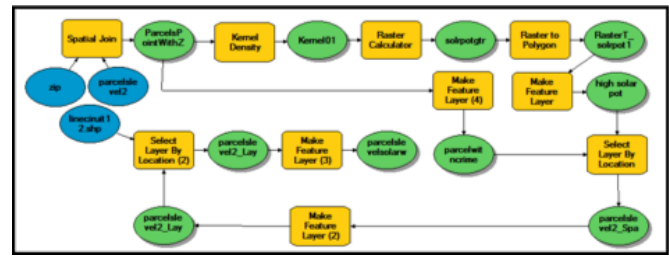 Spatial Join
ParcelsP
ointWithZ
Kernel
Density
Kernel01
Raster
Calculator
solrpotgtr
Raster to
Polygon
RasterT_
solrpot1
zip
parcelsle
vel2
Make
Feature
Layer (4)
Make
Feature
Layer
high solar
pot
linecircuit1
2.shp
Select
Layer By
Location (2)
parcelsle
vel2_Lay
Make
Feature
Layer (3)
parcelsle
velsolarw
parcelwit
ncrime
Select
Layer By
Location
parcelsle
vel2_Lay
Make
Feature
Layer (2)
parcelsle
vel2_Spa